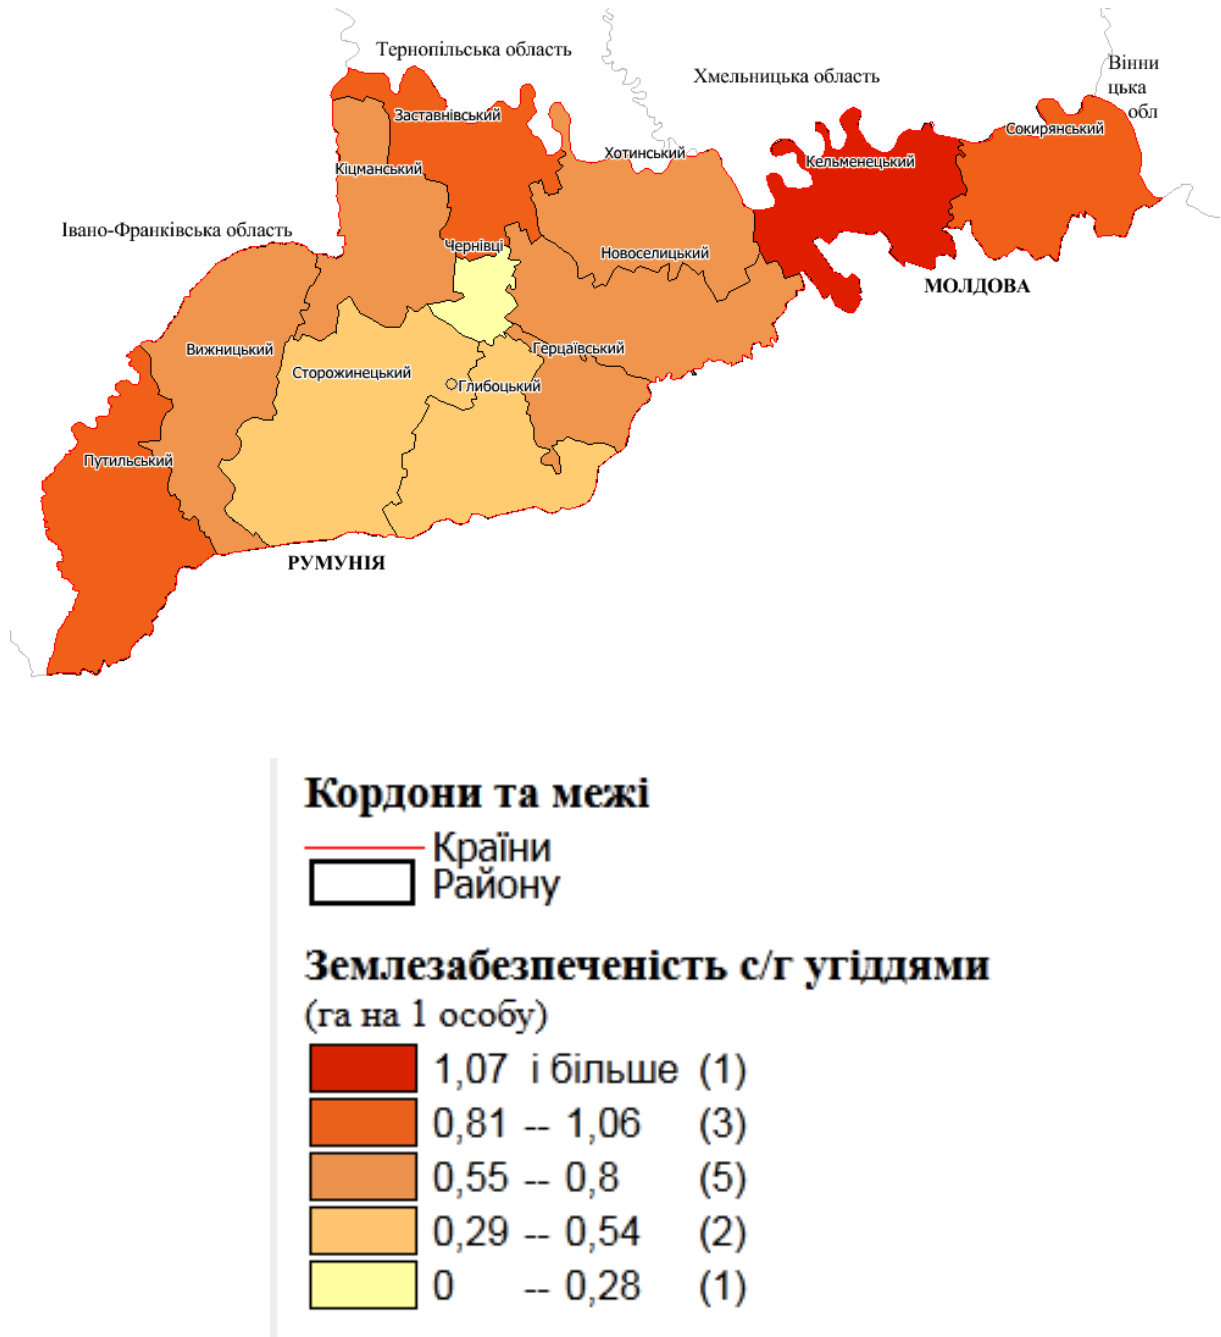 Тернопільська область
Хмельницька область
Вінни
цька
обл
Заставнівський
Сокирянський
Хотинський
Кельменецький
Кіцманський
Івано-Франківська область
Чернівці
Новоселицький
МОЛДОВА
Вижницький
Герцаївський
Сторожинецький
Глибоцький
Путильський
РУМУНІЯ
Кордони та межі
Країни
Району
Землезабезпеченість с/г угіддями
(га на 1 особу)
1,07 і більше (1)
0,81 -- 1,06 (3)
0,55 -- 0,8 (5)
0,29 -- 0,54 (2)
0 -- 0,28 (1)